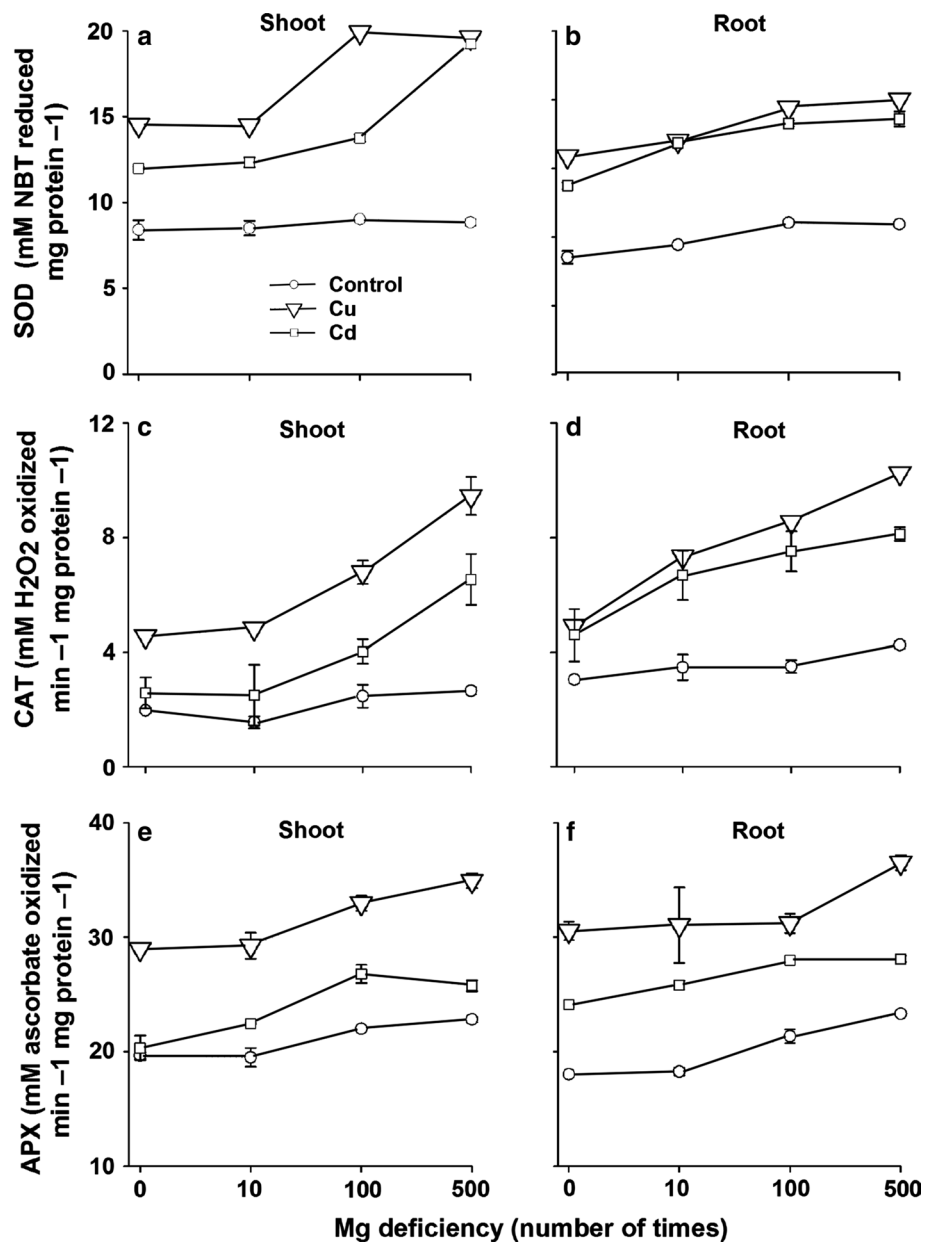 a
Shoot
b
Root
20
15
10
5
0
SOD (mM NBT reduced
mg protein –1)
Control
Cu
Cd
c
Shoot
d
Root
12
8
4
0
CAT (mM H2O2 oxidized
min –1 mg protein –1)
e
Shoot
f
Root
40
30
20
10
APX (mM ascorbate oxidized
min –1 mg protein –1)
0 10 100 500
0 10 100 500
Mg deficiency (number of times)